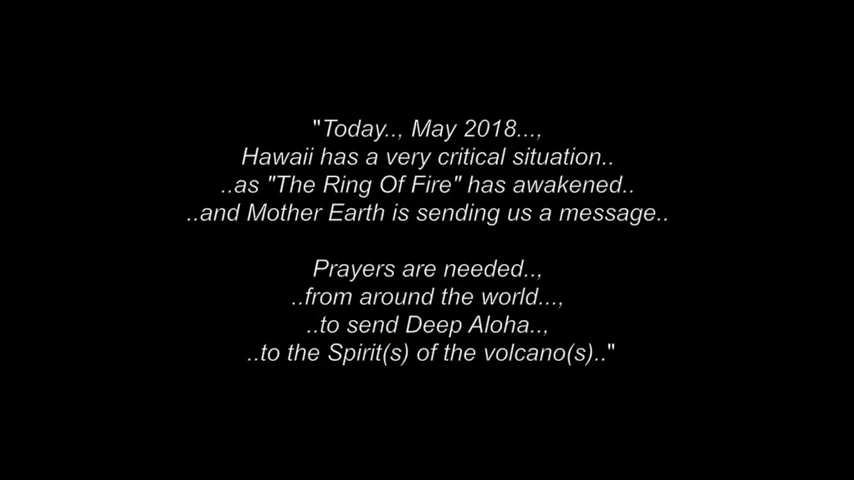 "Today.., May 2018...,
Hawaii has a very critical situation..
..as "The Ring Of Fire" has awakened..
..and Mother Earth is sending us a message..
Prayers are needed..,
..from around the world...,
..to send Deep Aloha..,
..to the Spirit(s) of the volcano(s).."